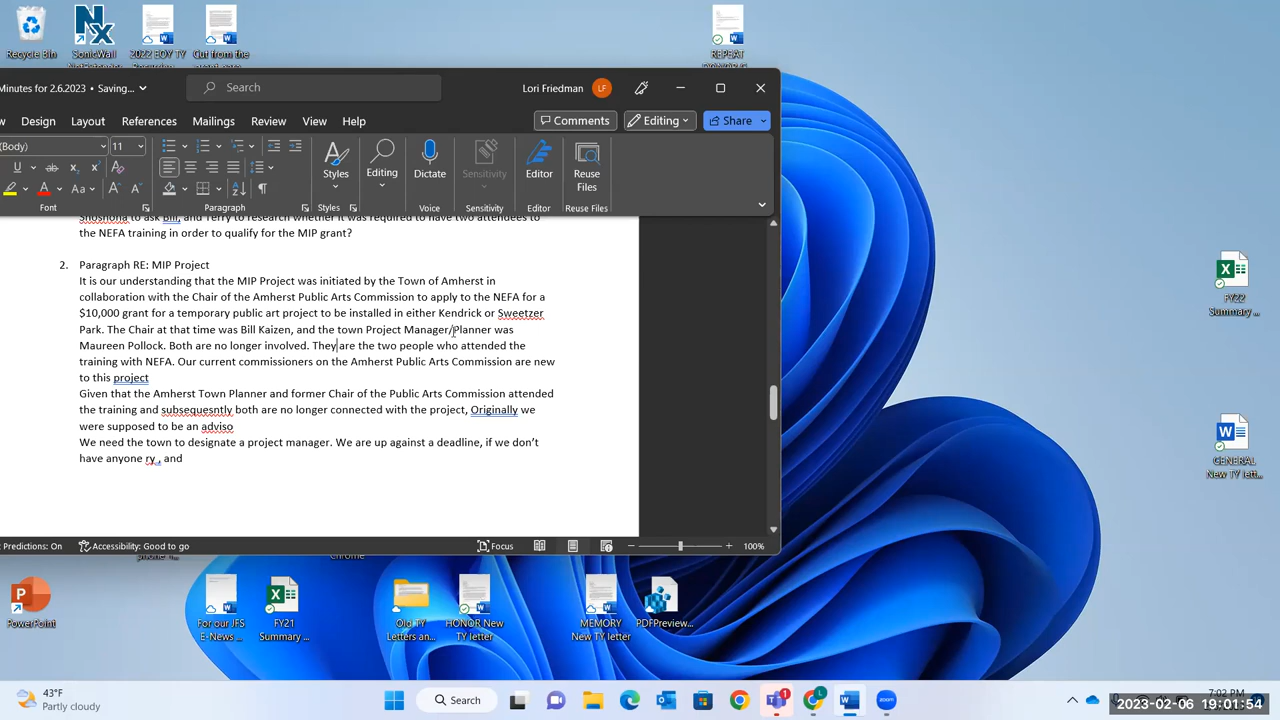 Recycle Bin
SonicWall
2022 EOY TY
Cut from the
REPEAT
Minutes for 2.6.2023 • Saving...
Search
Lori Friedman
LF
Design
Layout
References
Mailings
Review
View
Help
Comments
Editing
Share
(Body)
11
Styles
Editing
Dictate
Sensitivity
Editor
Reuse
Files
Font
Paragraph
Styles
Voice
Sensitivity
Editor
Reuse Files
Shoshona to ask Bill, and Terry to research whether it was required to have two attendees to
the NEFA training in order to qualify for the MIP grant?
2. Paragraph RE: MIP Project
It is our understanding that the MIP Project was initiated by the Town of Amherst in
collaboration with the Chair of the Amherst Public Arts Commission to apply to the NEFA for a
$10,000 grant for a temporary public art project to be installed in either Kendrick or Sweetzer
Park. The Chair at that time was Bill Kaizen, and the town Project Manager/Planner was
Maureen Pollock. Both are no longer involved. They are the two people who attended the
training with NEFA. Our current commissioners on the Amherst Public Arts Commission are new
to this project
Given that the Amherst Town Planner and former Chair of the Public Arts Commission attended
the training and subsequesntly both are no longer connected with the project, Originally we
were supposed to be an adviso
We need the town to designate a project manager. We are up against a deadline, if we don’t
have anyone ry , and
Predictions: On
Accessibility: Good to go
Focus
100%
FY22
Summary ...
GENERAL
New TY lett...
PowerPoint
For our JFS
E-News ...
FY21
Summary ...
Old TY
Letters an...
HONOR New
TY letter
MEMORY
New TY letter
PDFPreview...
43°F
Partly cloudy
Search
1
L
7:02 PM
2023-02-06 19:01:54